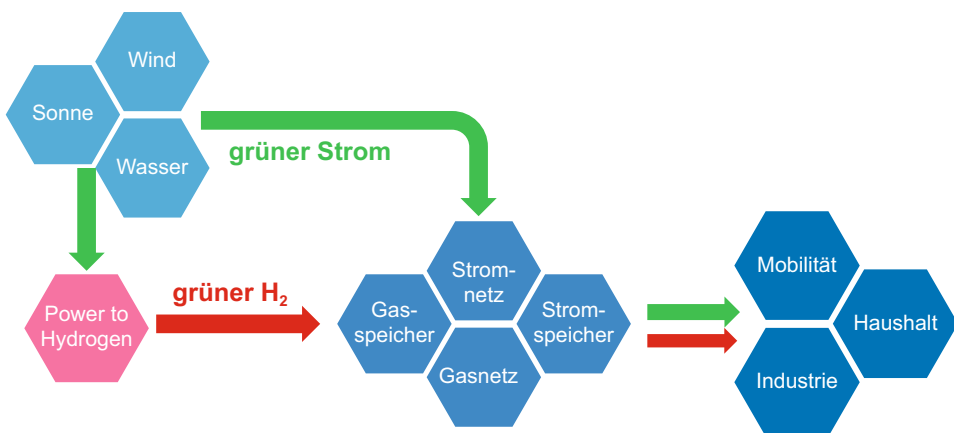 Wind
Sonne
Wasser
grüner Strom
Power to
Hydrogen
grüner H₂
Strom-
netz
Gas-
speicher
Strom-
speicher
Gasnetz
Mobilität
Haushalt
Industrie